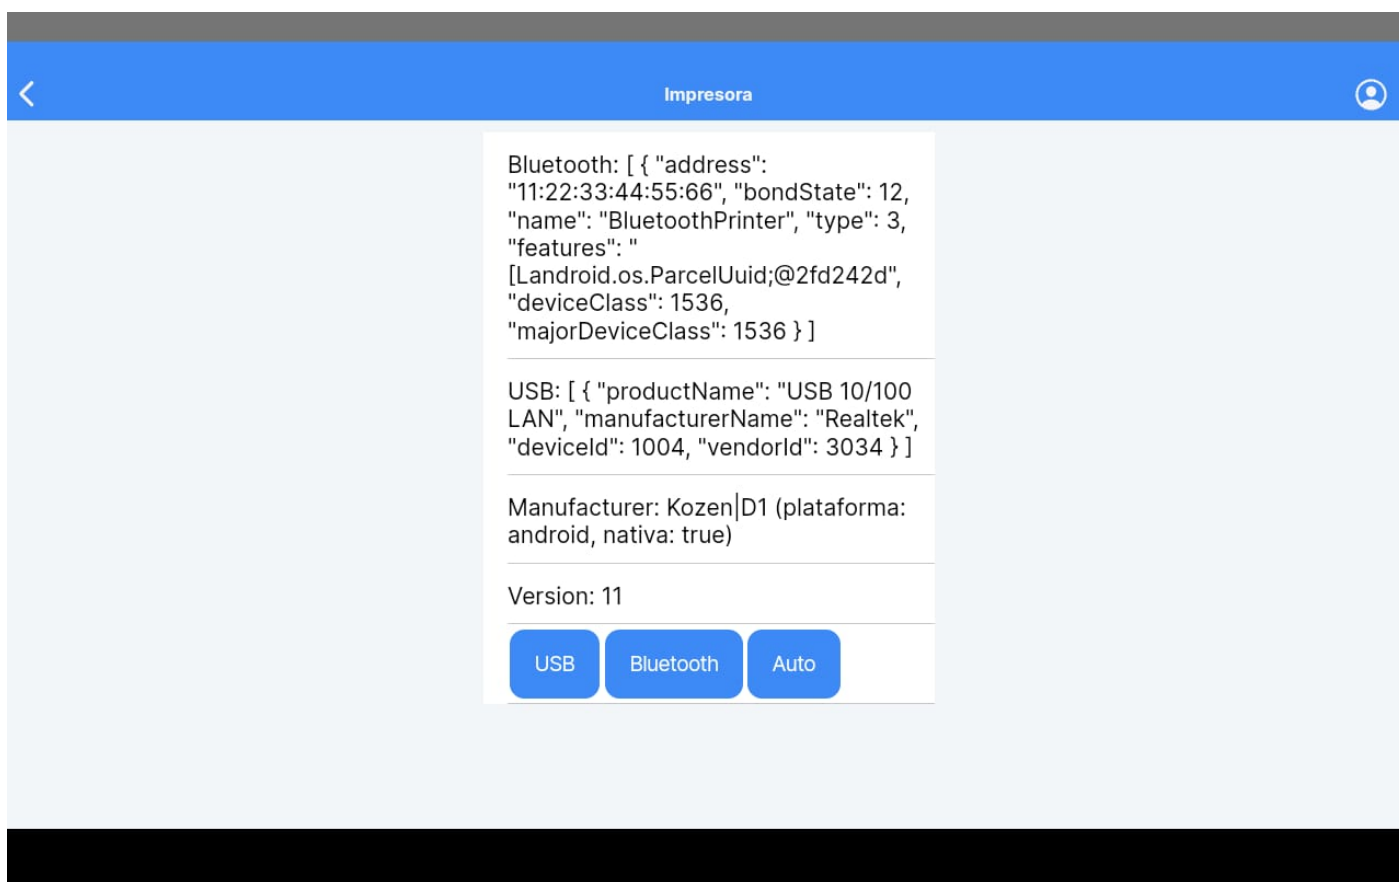 Impresora
Bluetooth: [ { "address":
"11:22:33:44:55:66", "bondState": 12,
"name": "BluetoothPrinter", "type": 3,
"features": "
[Landroid.os.ParcelUuid;@2fd242d",
"deviceClass": 1536,
"majorDeviceClass": 1536 } ]
USB: [ { "productName": "USB 10/100
LAN", "manufacturerName": "Realtek",
"deviceId": 1004, "vendorId": 3034 } ]
Manufacturer: Kozen|D1 (plataforma:
android, nativa: true)
Version: 11
USB Bluetooth Auto